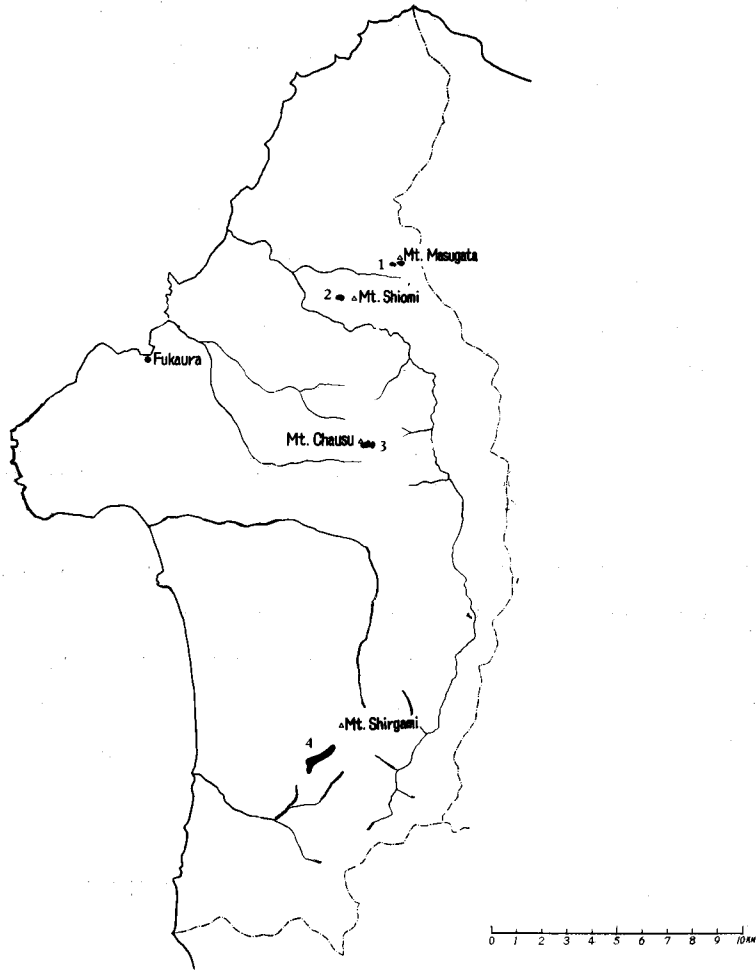 1 Mt. Masugata
2 Mt. Shiomi
Fukaura
Mt. Chausu 3
Mt. Shirgami
4
0 1 2 3 4 5 6 7 8 9 10KM